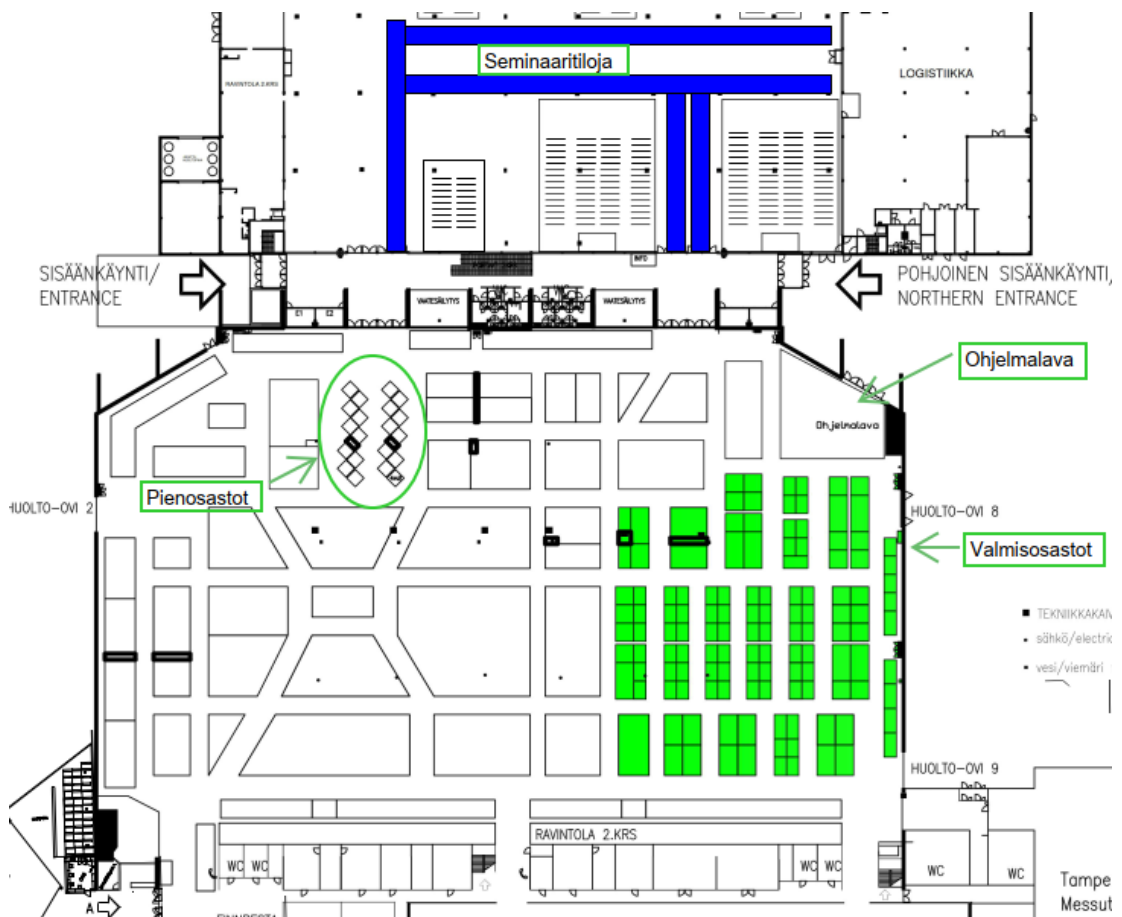 Seminaaritiloja
LOGISTIIKKA
RAVINTOLA 2.KRS
SISÄÄNKÄYNTI/
ENTRANCE
INFO
POHJOINEN SISÄÄNKÄYNTI/
NORTHERN ENTRANCE
VAATESÄILYTYS
VAATESÄILYTYS
E1
E2
Ohjelmalava
Ohjelmalava
Pienosastot
HUOLTO-OVI 2
HUOLTO-OVI 8
Valmisosastot
TEKNIIKKAKAN
sähkö/electric
vesi/viemäri
HUOLTO-OVI 9
RAVINTOLA 2.KRS
WC
WC
WC
WC
WC
WC
Tampe
Messut
A